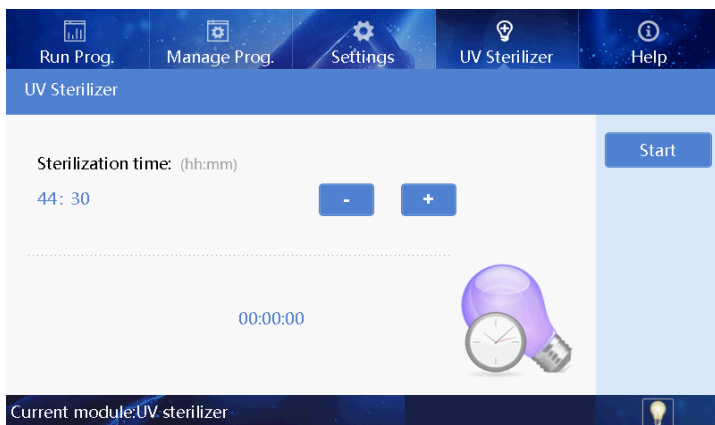 Run Prog. Manage Prog. Settings UV Sterilizer Help
UV Sterilizer
Sterilization time: (hh:mm)
Start
44: 30
- +
00:00:00
Current module:UV sterilizer